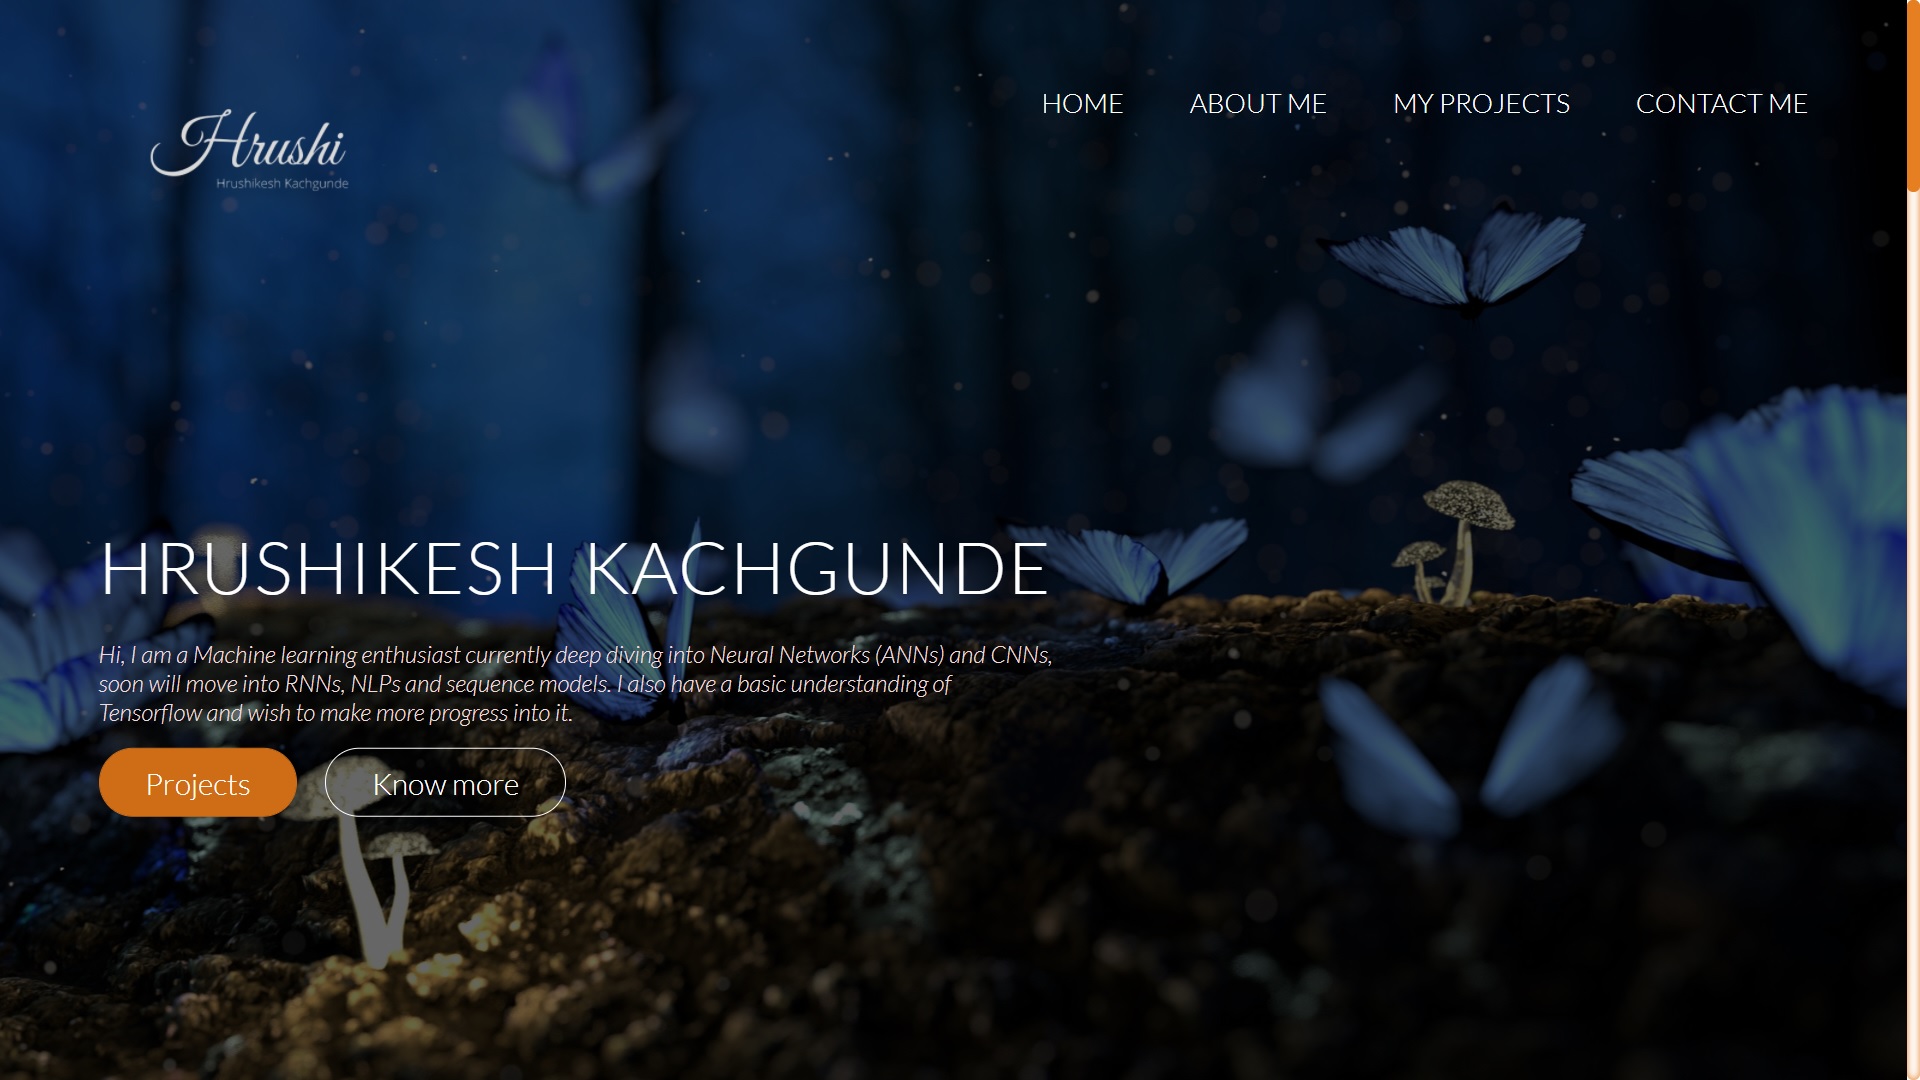 Hrushi
Hrushikesh Kachgunde
HOME ABOUT ME MY PROJECTS CONTACT ME
HRUSHIKESH KACHGUNDE
Hi, I am a Machine learning enthusiast currently deep diving into Neural Networks (ANNs) and CNNs,
soon will move into RNNs, NLPs and sequence models. I also have a basic understanding of
Tensorflow and wish to make more progress into it.
Projects Know more